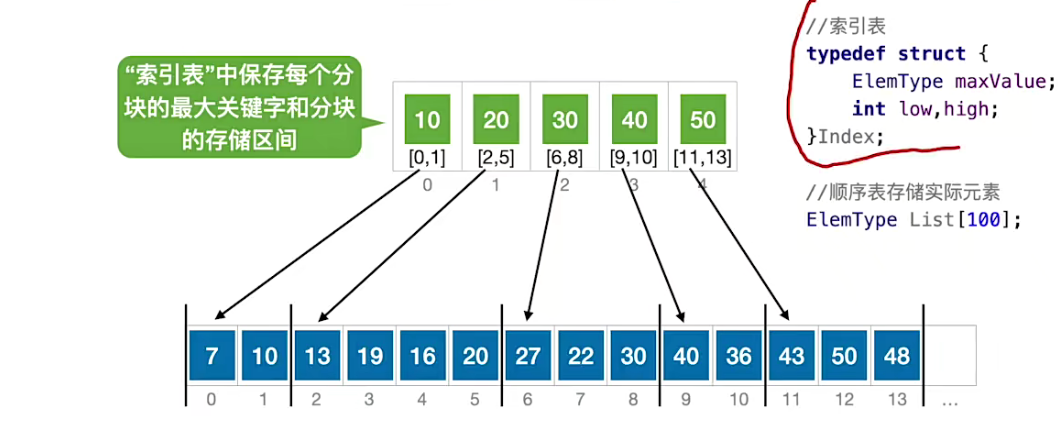 “索引表”中保存每个分
块的最大关键字和分块
的存储区间
10 20 30 40 50
[0,1] [2,5] [6,8] [9,10] [11,13]
0 1 2 3 4
//索引表
typedef struct {
ElemType maxValue;
int low,high;
}Index;
//顺序表存储实际元素
ElemType List[100];
7 10 13 19 16 20 27 22 30 40 36 43 50 48
0 1 2 3 4 5 6 7 8 9 10 11 12 13 ...